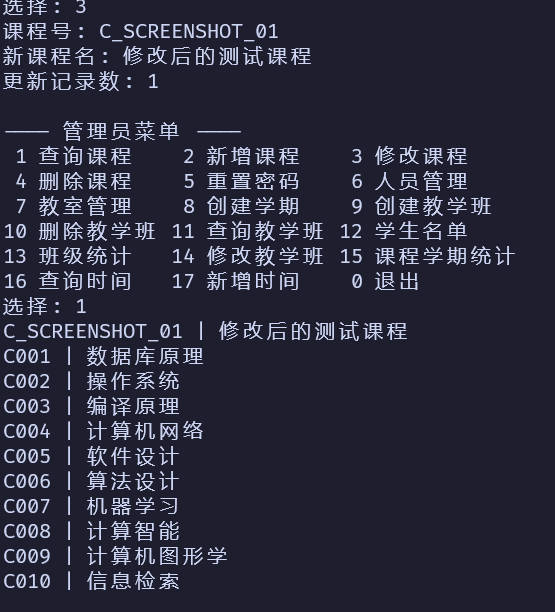 选择: 3
课程号: C_SCREENSHOT_01
新课程名: 修改后的测试课程
更新记录数: 1
—— 管理员菜单 ——
1 查询课程 2 新增课程 3 修改课程
4 删除课程 5 重置密码 6 人员管理
7 教室管理 8 创建学期 9 创建教学班
10 删除教学班 11 查询教学班 12 学生名单
13 班级统计 14 修改教学班 15 课程学期统计
16 查询时间 17 新增时间 0 退出
选择: 1
C_SCREENSHOT_01 | 修改后的测试课程
C001 | 数据库原理
C002 | 操作系统
C003 | 编译原理
C004 | 计算机网络
C005 | 软件设计
C006 | 算法设计
C007 | 机器学习
C008 | 计算智能
C009 | 计算机图形学
C010 | 信息检索